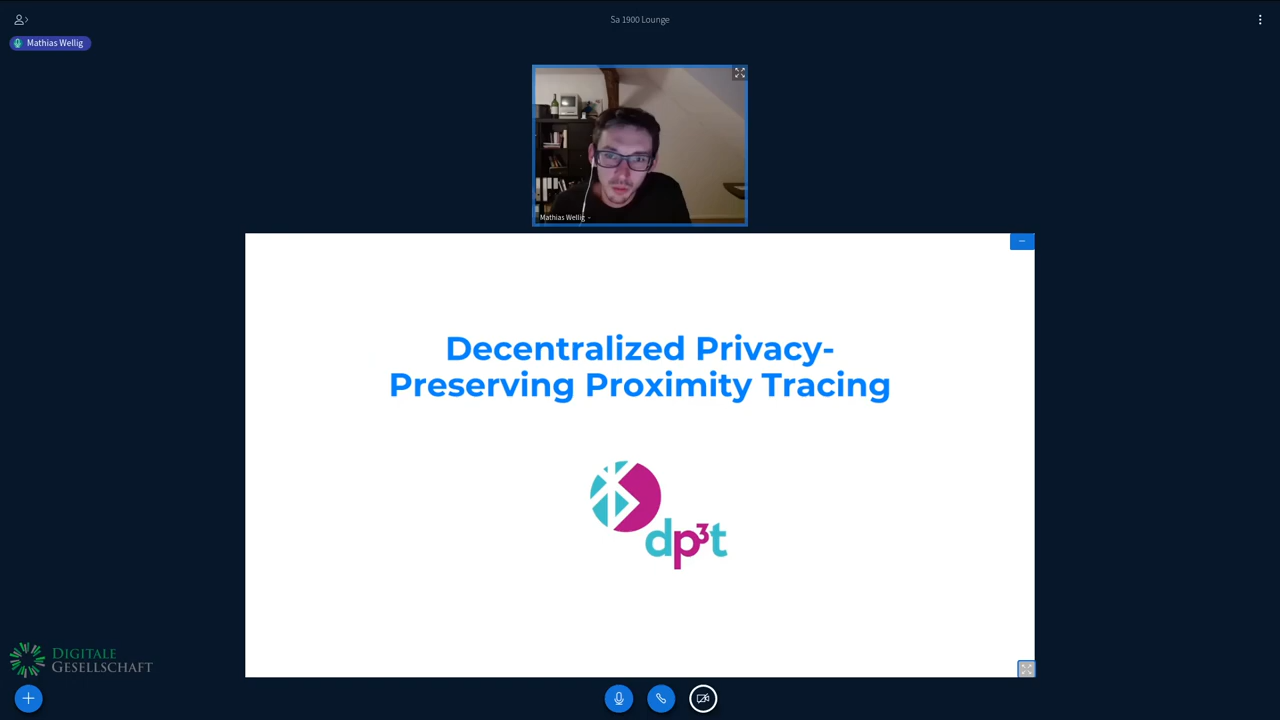 Sa 1900 Lounge
Mathias Wellig
Mathias Wellig
Decentralized Privacy-
Preserving Proximity Tracing
dp³t
DIGITALE
GESELLSCHAFT